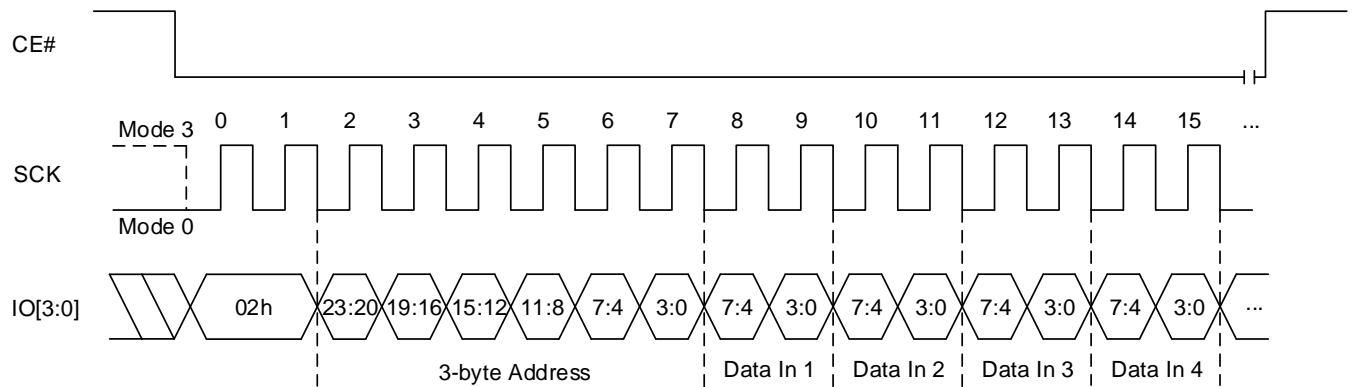 CE#
Mode 3 0 1 2 3 4 5 6 7 8 9 10 11 12 13 14 15 ...
SCK
Mode 0
IO[3:0] 02h 23:20 19:16 15:12 11:8 7:4 3:0 7:4 3:0 7:4 3:0 7:4 3:0 7:4 3:0 ...
3-byte Address Data In 1 Data In 2 Data In 3 Data In 4